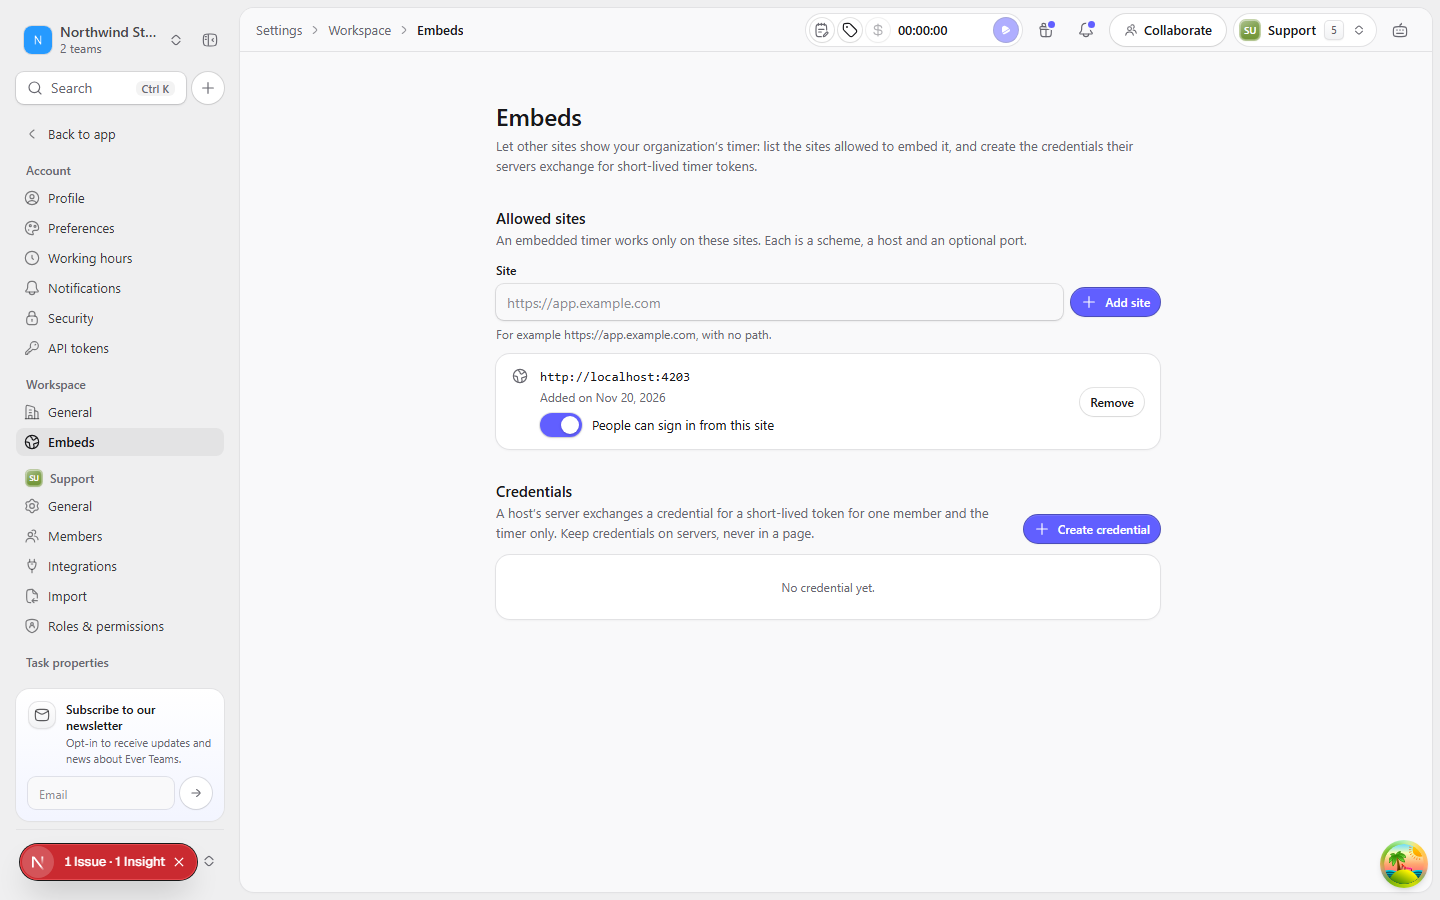 N
Northwind St...
2 teams
Search
Ctrl K
Back to app
Account
Profile
Preferences
Working hours
Notifications
Security
API tokens
Workspace
General
Embeds
SU
Support
General
Members
Integrations
Import
Roles & permissions
Task properties
Subscribe to our
newsletter
Opt-in to receive updates and
news about Ever Teams.
Email
N
1 Issue · 1 Insight
Settings
Workspace
Embeds
$
00:00:00
Collaborate
SU
Support
5
Embeds
Let other sites show your organization's timer: list the sites allowed to embed it, and create the credentials their
servers exchange for short-lived timer tokens.
Allowed sites
An embedded timer works only on these sites. Each is a scheme, a host and an optional port.
Site
https://app.example.com
Add site
For example https://app.example.com, with no path.
http://localhost:4203
Added on Nov 20, 2026
People can sign in from this site
Remove
Credentials
A host's server exchanges a credential for a short-lived token for one member and the
timer only. Keep credentials on servers, never in a page.
Create credential
No credential yet.